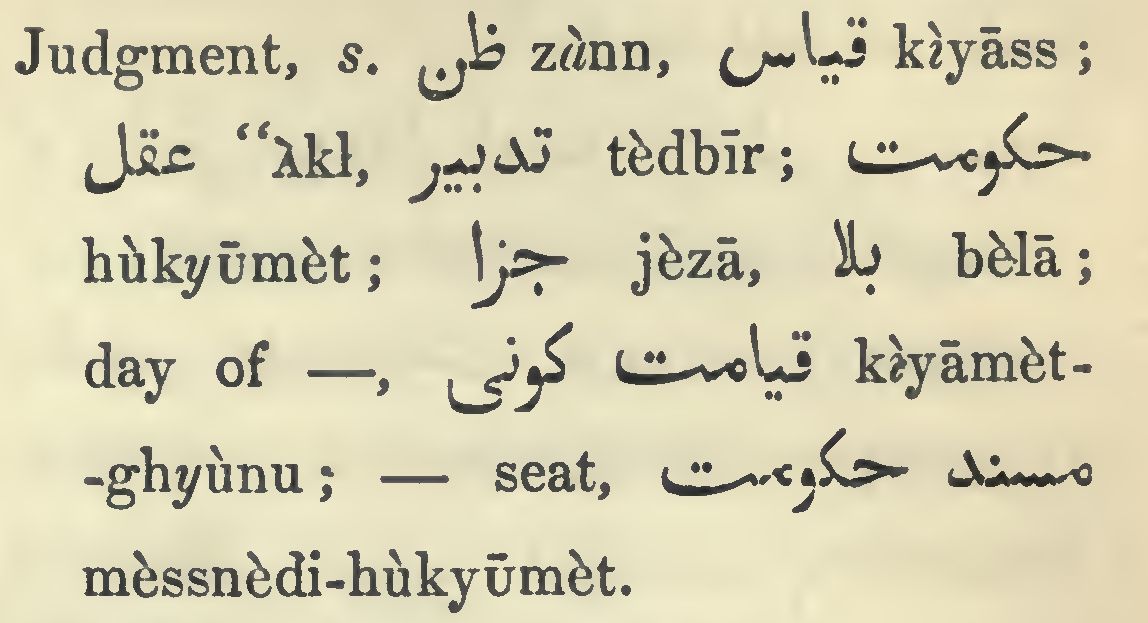 Judgment, s. ظن zànn, قياس kìyāss ;
عقل “àkł, تدبير tèdbīr ; حكومت
hùkyūmèt ; جزا jèzā, بلا bèlā ;
day of —, قيامت كونى kìyāmèt-
-ghyùnu ; — seat, مسند حكومت
mèssnèdi-hùkyūmèt.